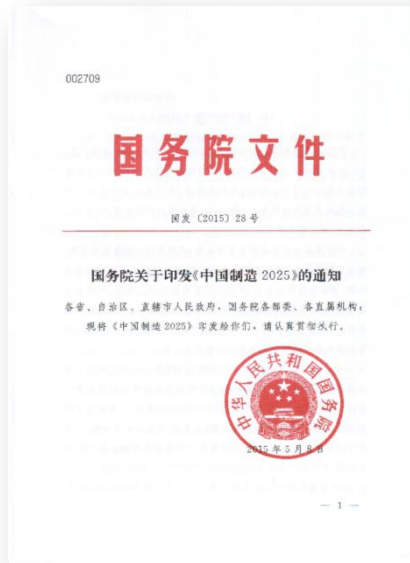 002709
国务院文件
国发〔2015〕28号
国务院关于印发《中国制造2025》的通知
各省、自治区、直辖市人民政府，国务院各部委、各直属机构：
现将《中国制造2025》印发给你们，请认真贯彻执行。
中华人民共和国国务院
2015年5月8日
— 1 —